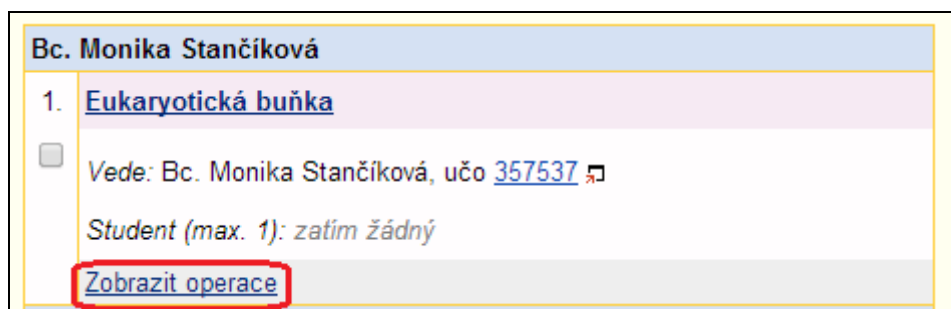 Bc. Monika Stančíková
1. Eukaryotická buňka
Vede: Bc. Monika Stančíková, učo 357537
Student (max. 1): zatím žádný
Zobrazit operace